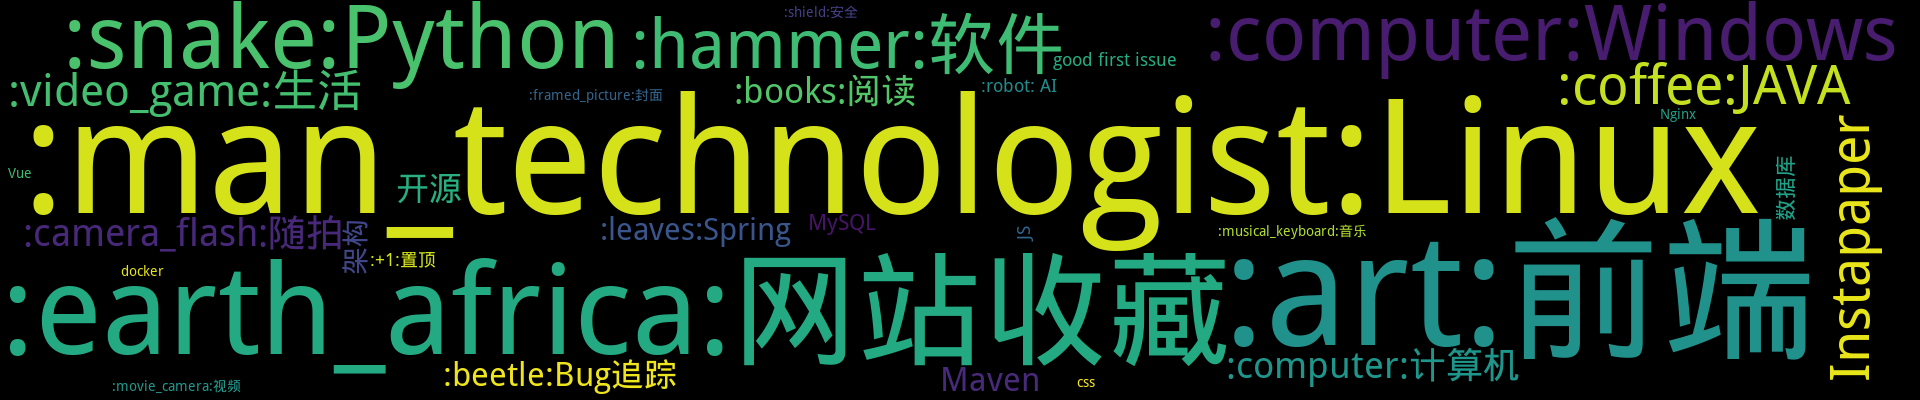 :snake:Python
:hammer:软件
:shield:安全
good first issue
:computer:Windows
:video_game:生活
:framed_picture:封面
:books:阅读
:robot: AI
:coffee:JAVA
Nginx
:man_technologist:Linux
Vue
开源
数据库
Instapaper
:camera_flash:随拍
架构
:+1:置顶
:leaves:Spring
MySQL
JS
:musical_keyboard:音乐
docker
:earth_africa:网站收藏
:art:前端
:movie_camera:视频
:beetle:Bug追踪
Maven
css
:computer:计算机